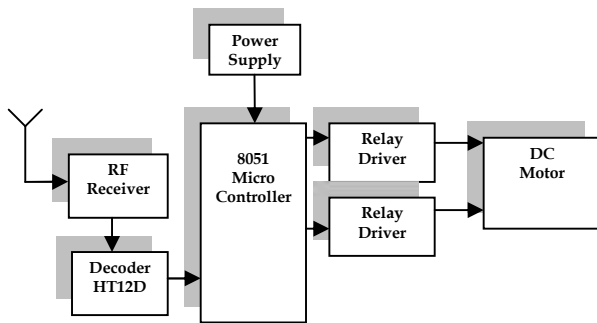 Power
Supply
RF
Receiver
8051
Micro
Controller
Relay
Driver
DC
Motor
Relay
Driver
Decoder
HT12D